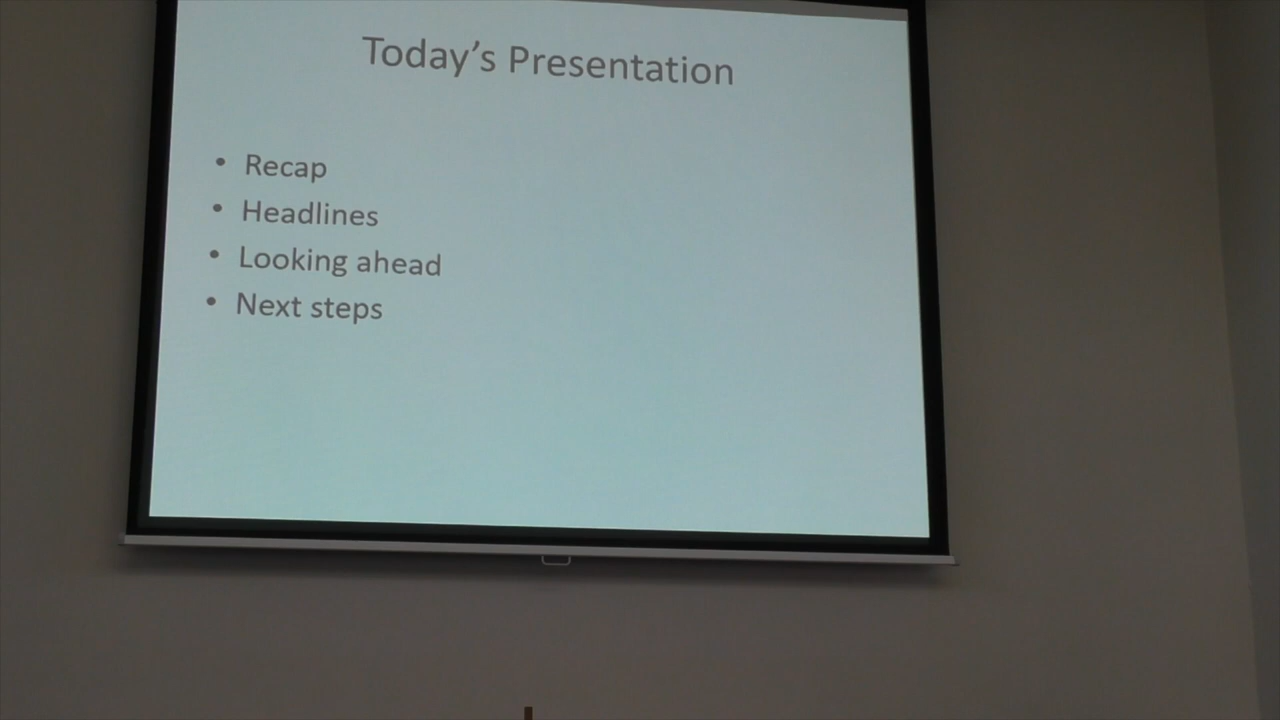 Today's Presentation
• Recap
• Headlines
• Looking ahead
• Next steps